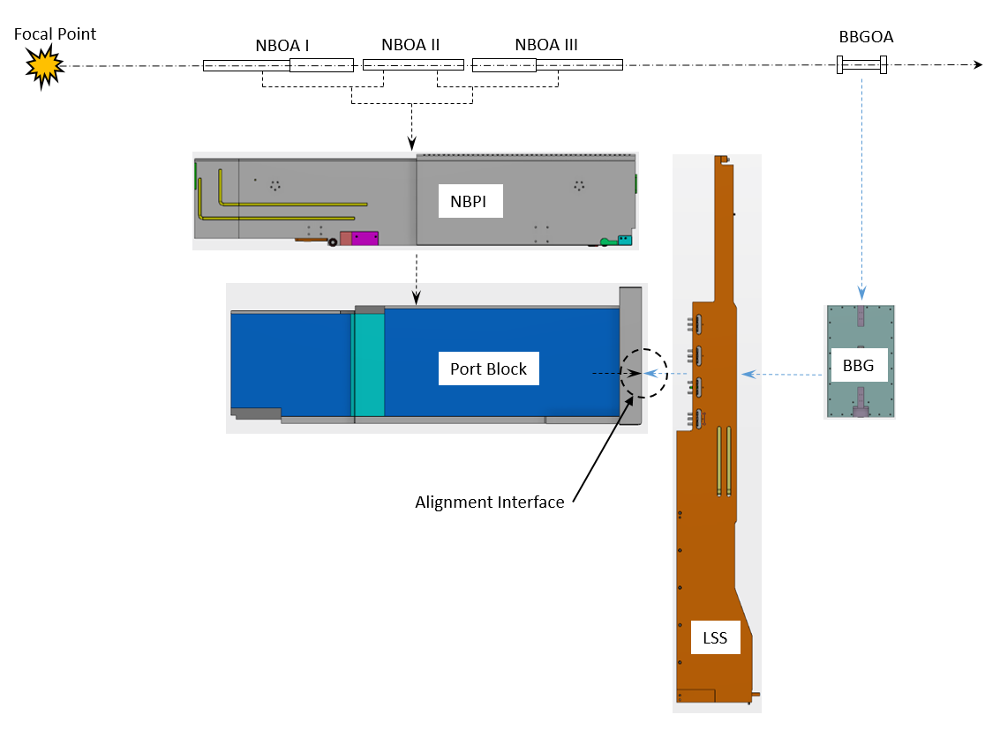 Focal Point
NBOA I
NBOA II
NBOA III
BBGOA
NBPI
Port Block
BBG
Alignment Interface
LSS